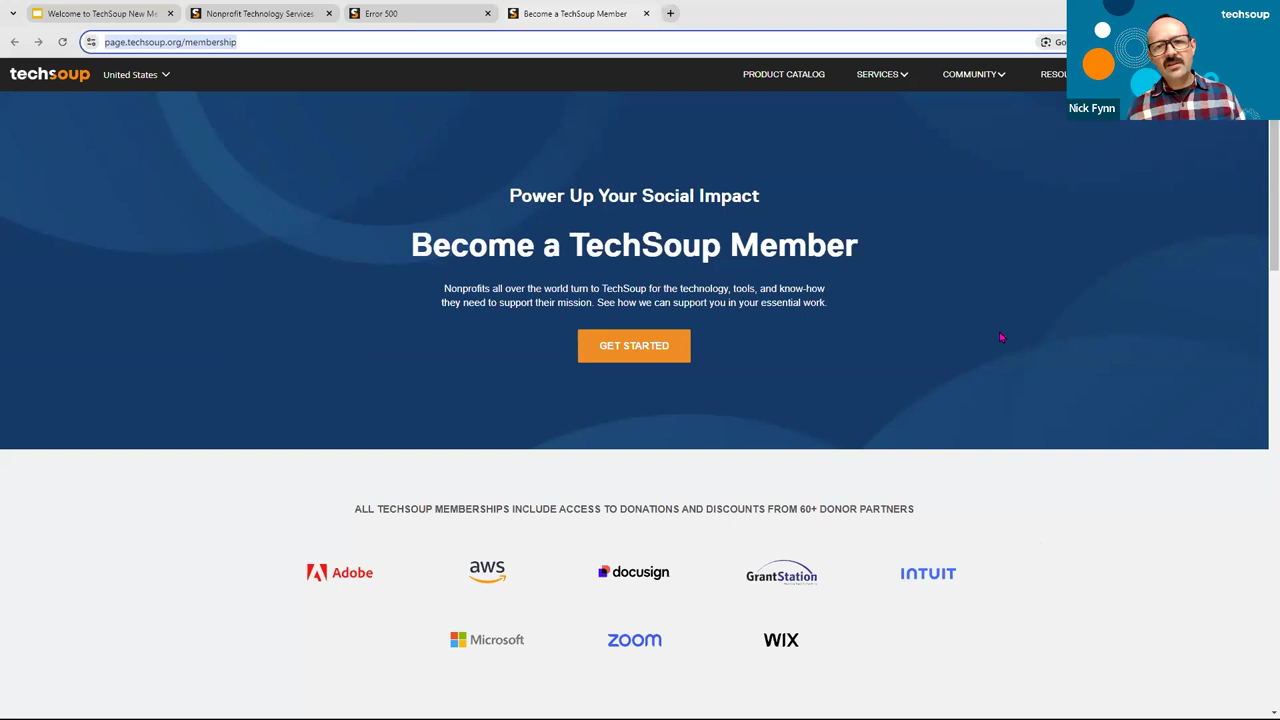 Welcome to TechSoup New Me
Nonprofit Technology Services
Error 500
Become a TechSoup Member
page.techsoup.org/membership
Go
techsoup
United States
PRODUCT CATALOG
SERVICES
COMMUNITY
RESOU
techsoup
Nick Fynn
Power Up Your Social Impact
Become a TechSoup Member
Nonprofits all over the world turn to TechSoup for the technology, tools, and know-how
they need to support their mission. See how we can support you in your essential work.
GET STARTED
ALL TECHSOUP MEMBERSHIPS INCLUDE ACCESS TO DONATIONS AND DISCOUNTS FROM 60+ DONOR PARTNERS
Adobe
aws
docusign
GrantStation
INTUIT
Microsoft
ZOOM
WIX